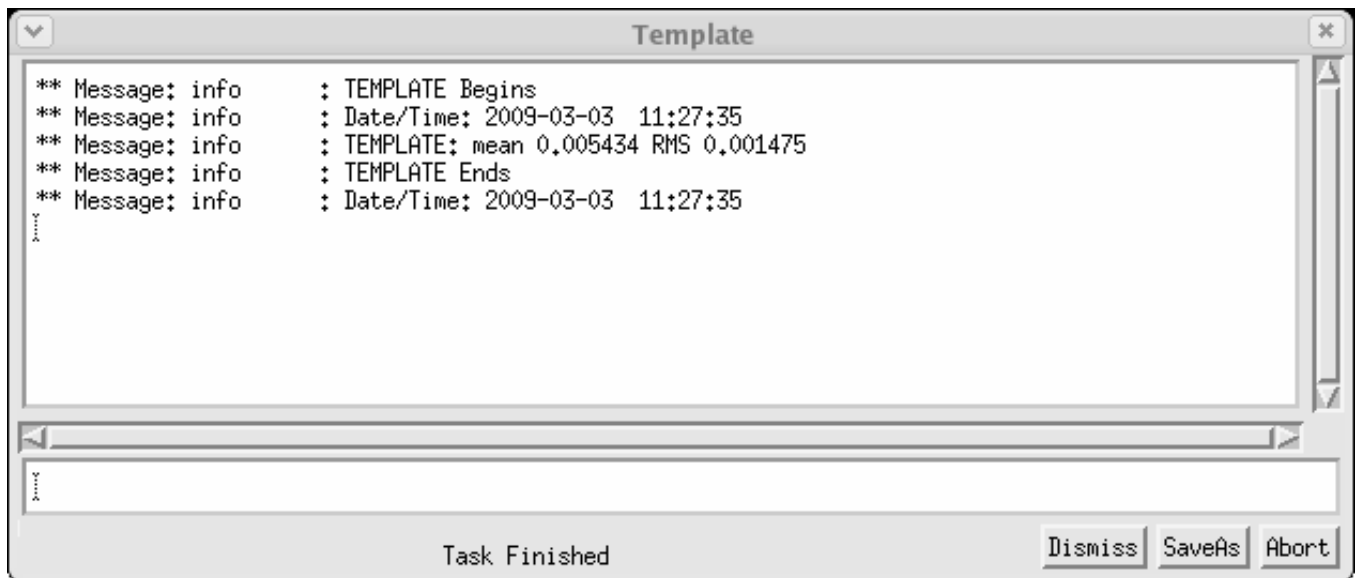 Template
** Message: info      : TEMPLATE Begins
** Message: info      : Date/Time: 2009-03-03  11:27:35
** Message: info      : TEMPLATE: mean 0.005434 RMS 0.001475
** Message: info      : TEMPLATE Ends
** Message: info      : Date/Time: 2009-03-03  11:27:35
Task Finished
Dismiss SaveAs Abort